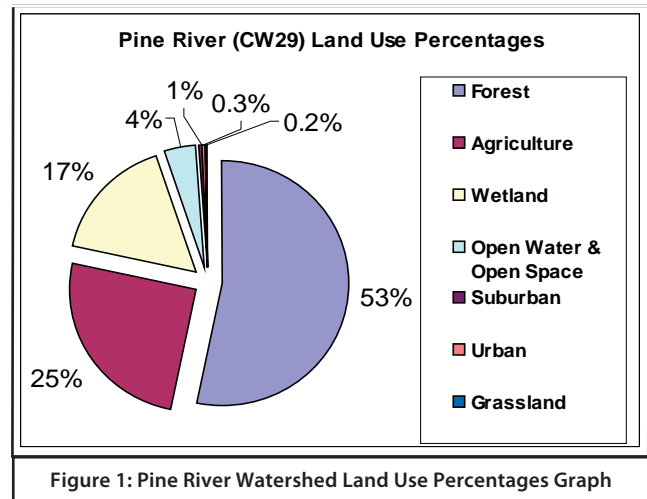 Pine River (CW29) Land Use Percentages
1%
0.3%
4%
0.2%
17%
53%
25%
Forest
Agriculture
Wetland
Open Water &
Open Space
Suburban
Urban
Grassland
Figure 1: Pine River Watershed Land Use Percentages Graph